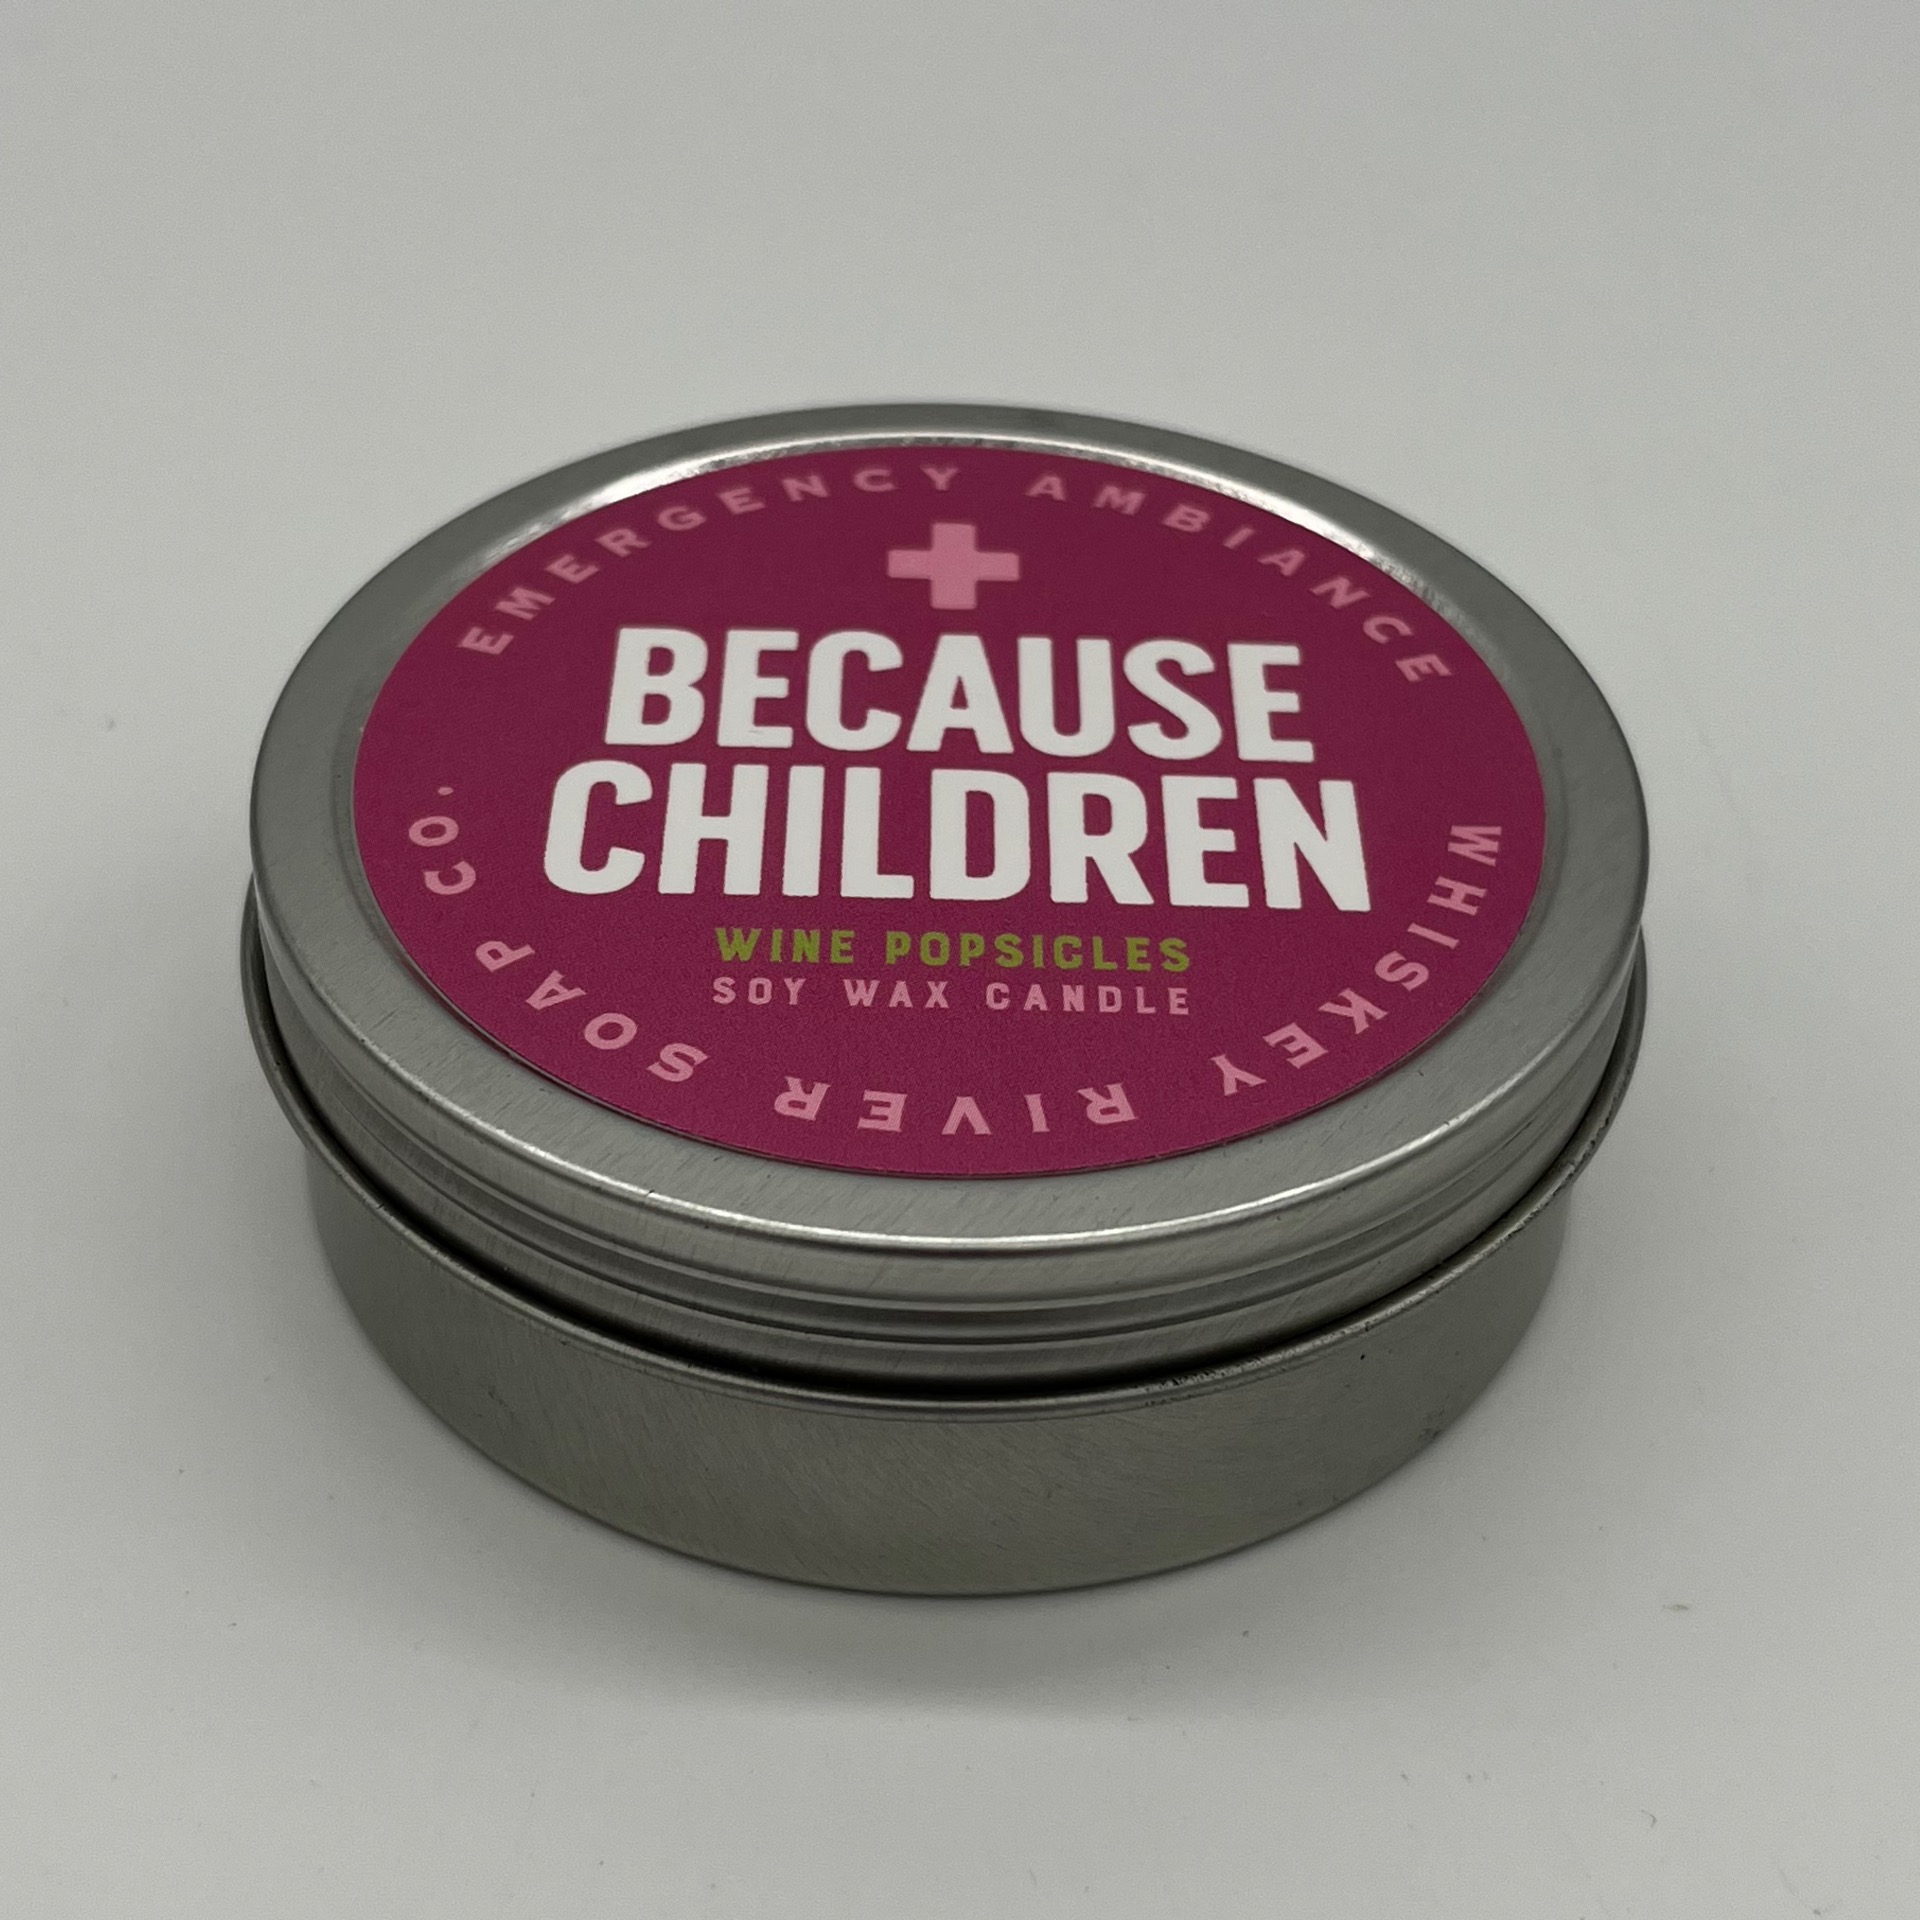 EMERGENCY AMBIANCE
BECAUSE
CHILDREN
WINE POPSICLES
SOY WAX CANDLE
WHISKEY RIVER SOAP CO.